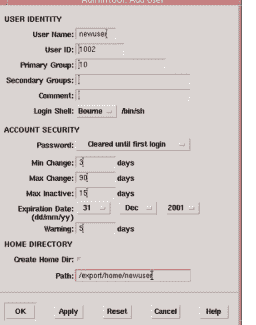 Admintool: Add User
USER IDENTITY
User Name: newuser
User ID: 1002
Primary Group: 10
Secondary Groups:
Comment:
Login Shell: Bourne /bin/sh
ACCOUNT SECURITY
Password: Cleared until first login
Min Change: 3 days
Max Change: 90 days
Max Inactive: 15 days
Expiration Date: 31 Dec 2001
(dd/mm/yy)
Warning: 5 days
HOME DIRECTORY
Create Home Dir:
Path: /export/home/newuser
OK Apply Reset Cancel Help